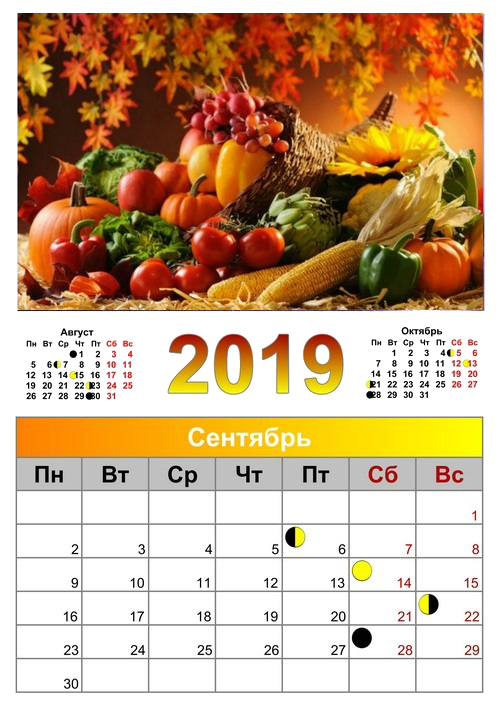 Август
Пн Вт Ср Чт Пт Сб Вс
1 2 3 4
5 6 7 8 9 10 11
12 13 14 15 16 17 18
19 20 21 22 23 24 25
26 27 28 29 30 31
2019
Октябрь
Пн Вт Ср Чт Пт Сб Вс
1 2 3 4 5 6
7 8 9 10 11 12 13
14 15 16 17 18 19 20
21 22 23 24 25 26 27
28 29 30 31
Сентябрь
Пн Вт Ср Чт Пт Сб Вс
1
2 3 4 5 6 7 8
9 10 11 12 13 14 15
16 17 18 19 20 21 22
23 24 25 26 27 28 29
30